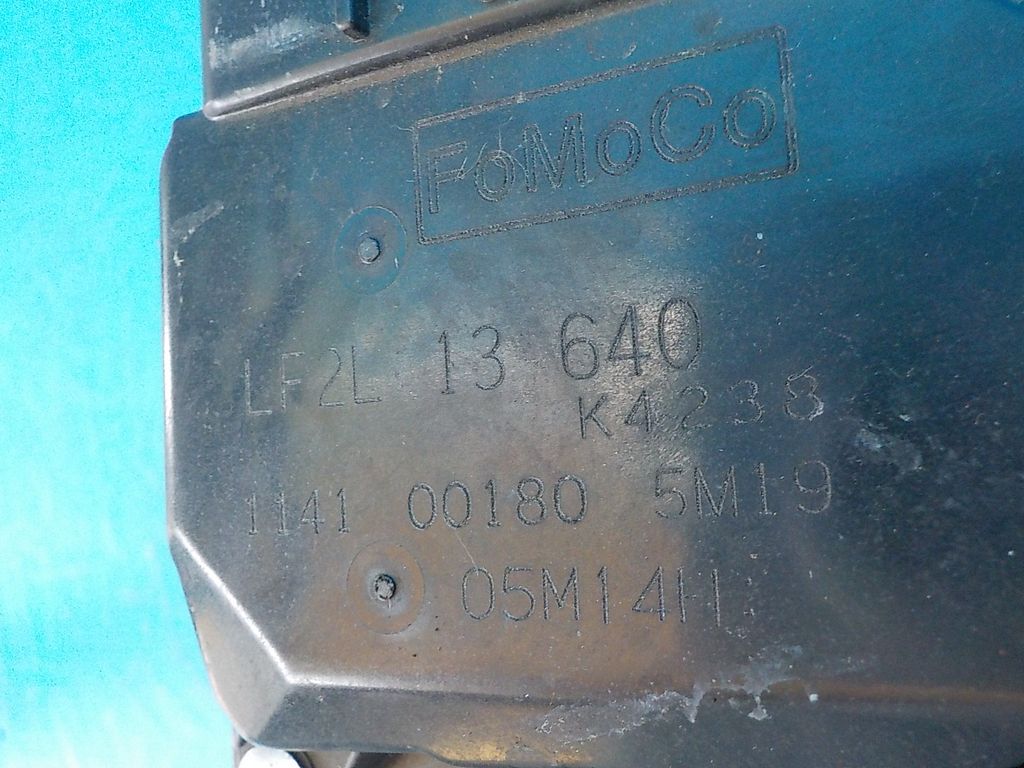 FoMoCo
LF2L 13 640
K4238
1141 00180 5M19
05M14H